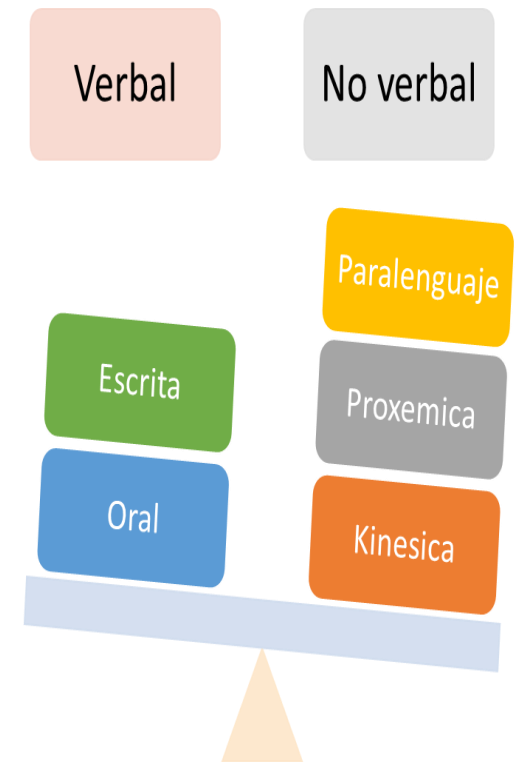 Verbal
No verbal
Paralenguaje
Escrita
Proxemica
Oral
Kinesica